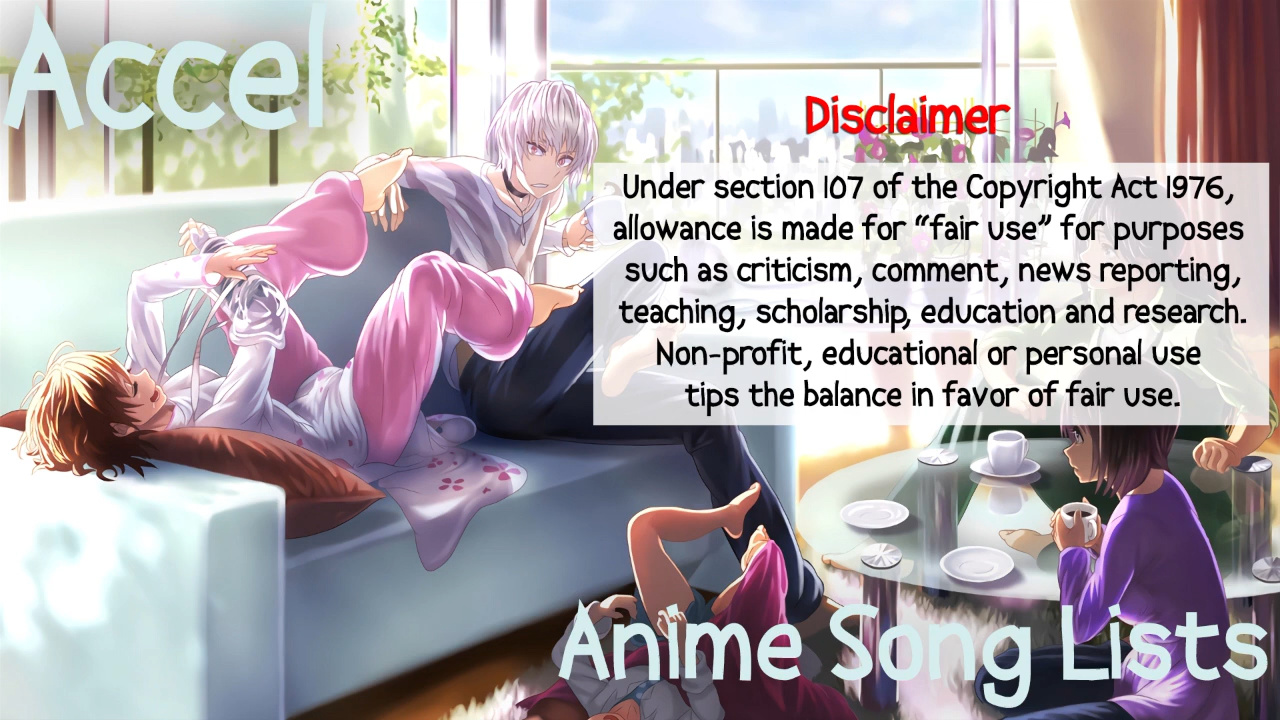 Accel
Disclaimer
Under section 107 of the Copyright Act 1976,
allowance is made for “fair use” for purposes
such as criticism, comment, news reporting,
teaching, scholarship, education and research.
Non-profit, educational or personal use
tips the balance in favor of fair use.
Anime Song Lists